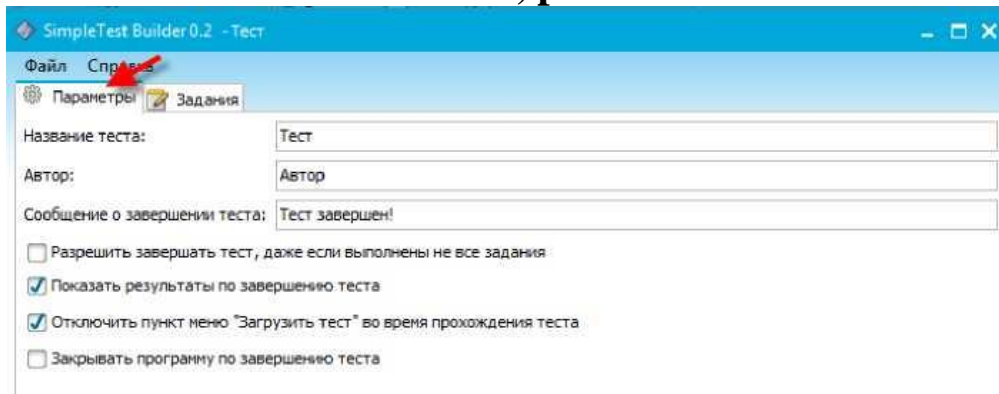 SimpleTest Builder 0.2 - Тест
Файл Справка
Параметры Задания
Название теста: Тест
Автор: Автор
Сообщение о завершении теста: Тест завершен!
Разрешить завершать тест, даже если выполнены не все задания
Показать результаты по завершению теста
Отключить пункт меню "Загрузить тест" во время прохождения теста
Закрывать программу по завершению теста